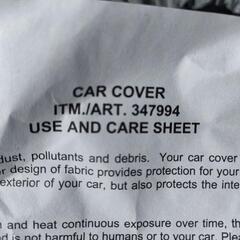 CAR COVER
ITM./ART. 347994
USE AND CARE SHEET
dust, pollutants and debris. Your car cover
r design of fabric provides protection for your
exterior of your car, but also protects the inte
n and heat continuous exposure over time, th
d is not harmful to humans or to your car. Plea